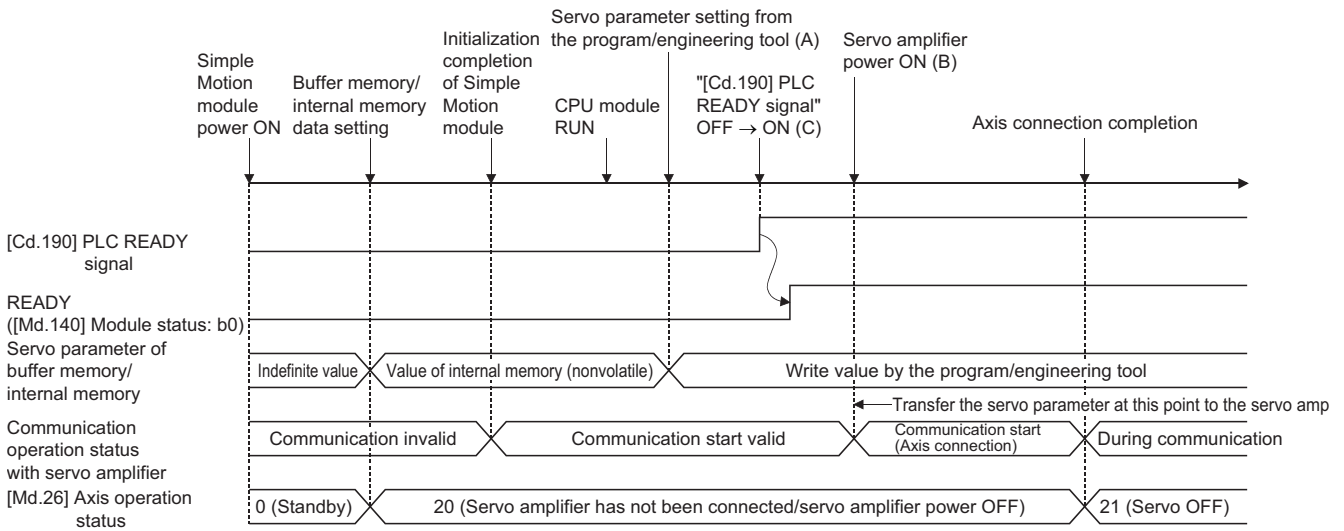 Simple
Motion
module
power ON
Buffer memory/
internal memory
data setting
Initialization
completion
of Simple
Motion
module
CPU module
RUN
Servo parameter setting from
the program/engineering tool (A)
"[Cd.190] PLC
READY signal"
OFF → ON (C)
Servo amplifier
power ON (B)
Axis connection completion
[Cd.190] PLC READY
signal
READY
([Md.140] Module status: b0)
Servo parameter of
buffer memory/
internal memory
Indefinite value
Value of internal memory (nonvolatile)
Write value by the program/engineering tool
Transfer the servo parameter at this point to the servo amp
Communication
operation status
with servo amplifier
Communication invalid
Communication start valid
Communication start
(Axis connection)
During communication
[Md.26] Axis operation
status
0 (Standby)
20 (Servo amplifier has not been connected/servo amplifier power OFF)
21 (Servo OFF)